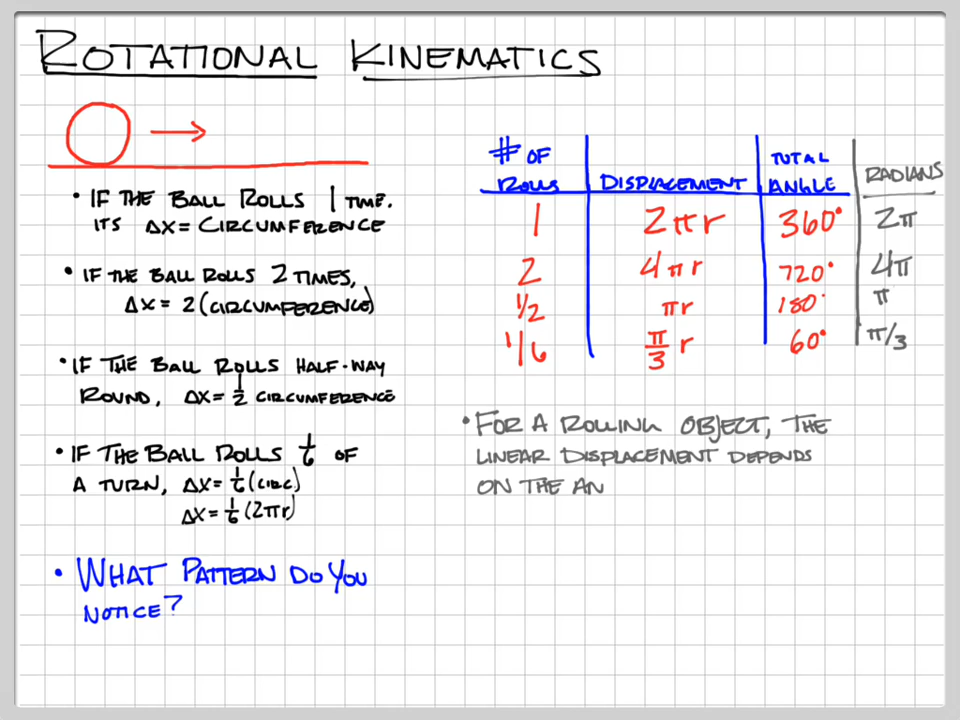 ROTATIONAL KINEMATICS
• IF THE BALL ROLLS 1 TIME.
ITS ΔX = CIRCUMFERENCE
• IF THE BALL ROLLS 2 TIMES,
ΔX = 2 (CIRCUMFERENCE)
• IF THE BALL ROLLS HALF-WAY
ROUND, ΔX = 1/2 CIRCUMFERENCE
• IF THE BALL ROLLS 1/6 OF
A TURN, ΔX = 1/6 (CIRC)
ΔX = 1/6 (2πr)
• WHAT PATTERN DO YOU
NOTICE?
# OF ROLLS DISPLACEMENT TOTAL ANGLE RADIANS
1 2πr 360° 2π
2 4πr 720° 4π
1/2 πr 180° π
1/6 π/3 r 60° π/3
• FOR A ROLLING OBJECT, THE
LINEAR DISPLACEMENT DEPENDS
ON THE AN